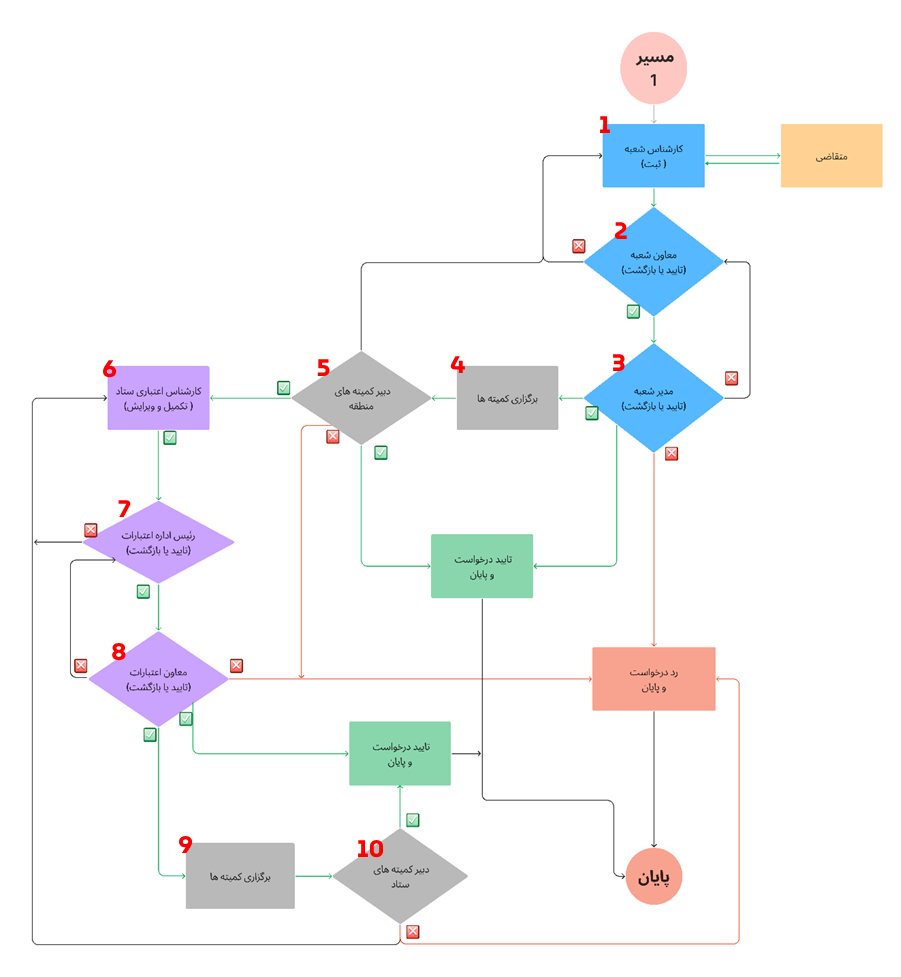 مسیر
1
1
کارشناس شعبه
( ثبت)
متقاضی
2
معاون شعبه
(تایید یا بازگشت)
3
مدیر شعبه
(تایید یا بازگشت)
4
برگزاری کمیته ها
5
دبیر کمیته های
منطقه
6
کارشناس اعتباری ستاد
( تکمیل و ویرایش)
7
رئیس اداره اعتبارات
(تایید یا بازگشت)
تایید درخواست
و پایان
8
معاون اعتبارات
(تایید یا بازگشت)
رد درخواست
و پایان
تایید درخواست
و پایان
9
برگزاری کمیته ها
10
دبیر کمیته های
ستاد
پایان